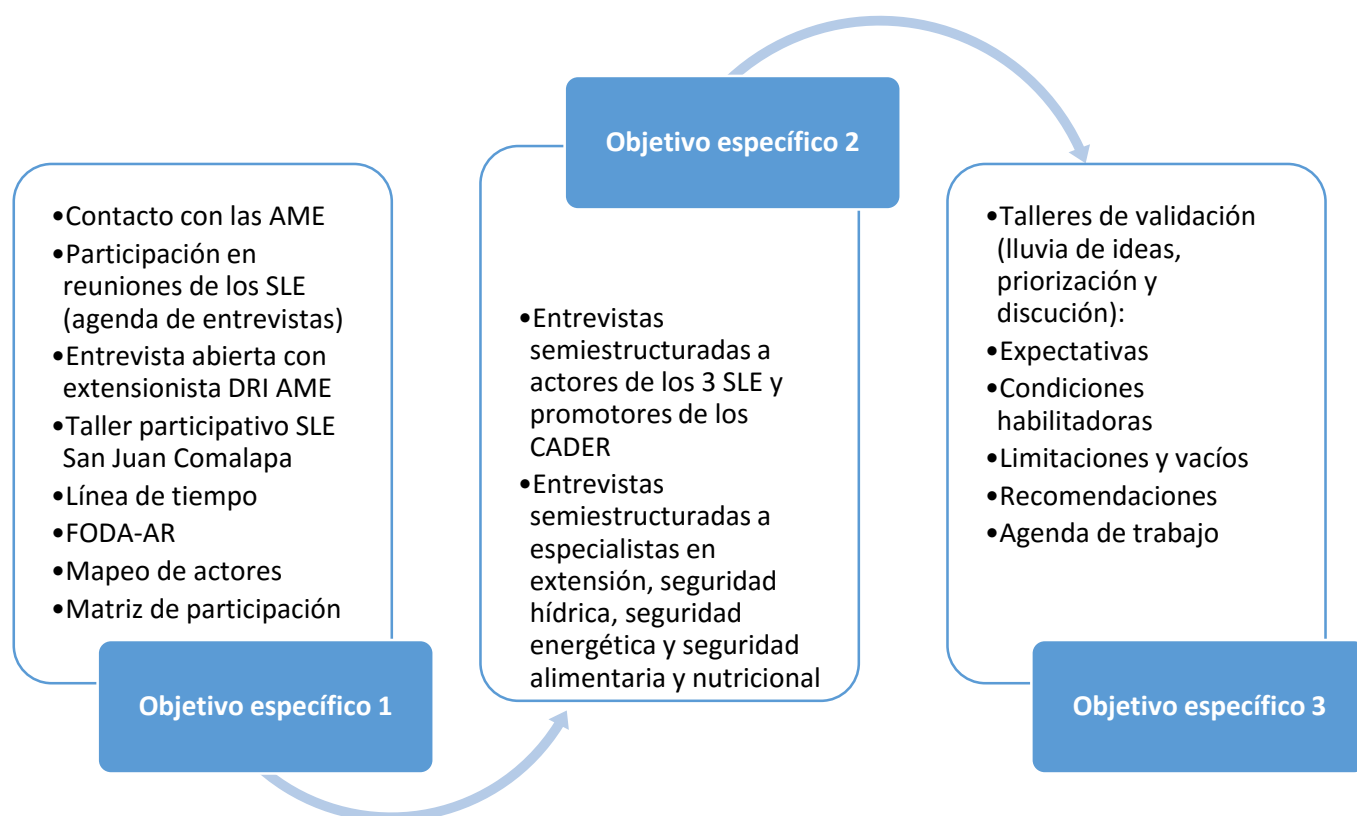 •Contacto con las AME
•Participación en
reuniones de los SLE
(agenda de entrevistas)
•Entrevista abierta con
extensionista DRI AME
•Taller participativo SLE
San Juan Comalapa
•Línea de tiempo
•FODA-AR
•Mapeo de actores
•Matriz de participación
Objetivo específico 1
Objetivo específico 2
•Entrevistas
semiestructuradas a
actores de los 3 SLE y
promotores de los
CADER
•Entrevistas
semiestructuradas a
especialistas en
extensión, seguridad
hídrica, seguridad
energética y seguridad
alimentaria y nutricional
•Talleres de validación
(lluvia de ideas,
priorización y
discución):
•Expectativas
•Condiciones
habilitadoras
•Limitaciones y vacíos
•Recomendaciones
•Agenda de trabajo
Objetivo específico 3